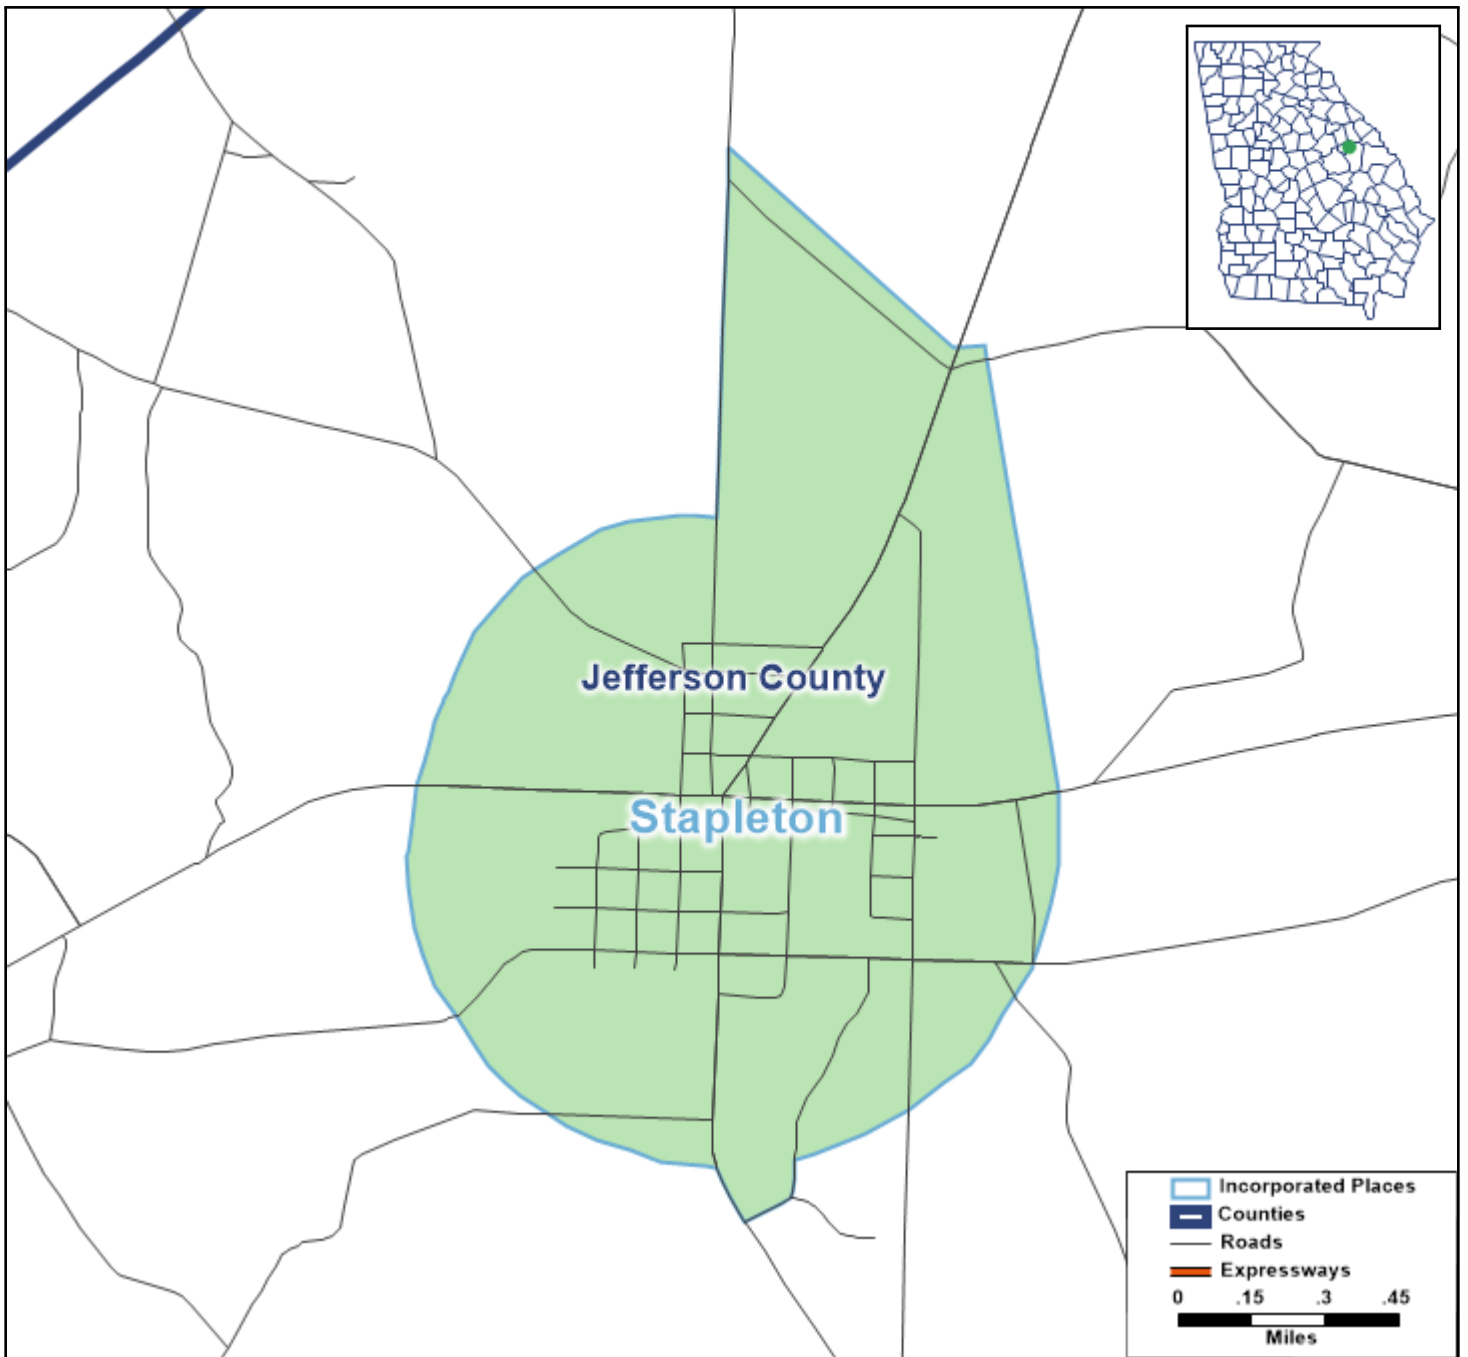 Jefferson County
Stapleton
Incorporated Places
Counties
Roads
Expressways
0 .15 .3 .45
Miles